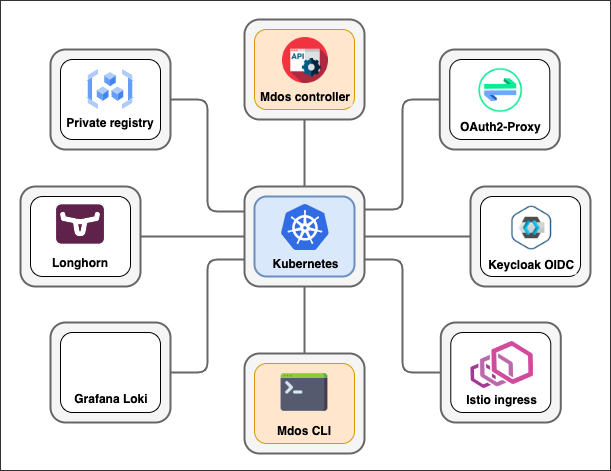 Mdos controller
API
Private registry
OAuth2-Proxy
Longhorn
Kubernetes
Keycloak OIDC
Grafana Loki
Mdos CLI
Istio ingress